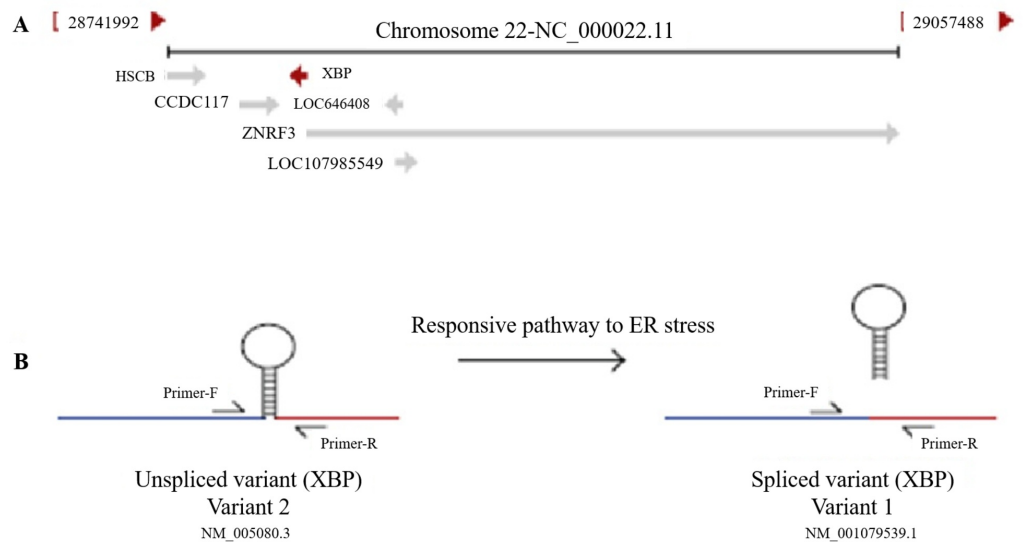 A
28741992
29057488
Chromosome 22-NC_000022.11
HSCB
XBP
CCDC117
LOC646408
ZNRF3
LOC107985549
B
Responsive pathway to ER stress
Primer-F
Primer-R
Primer-F
Primer-R
Unspliced variant (XBP)
Variant 2
NM_005080.3
Spliced variant (XBP)
Variant 1
NM_001079539.1